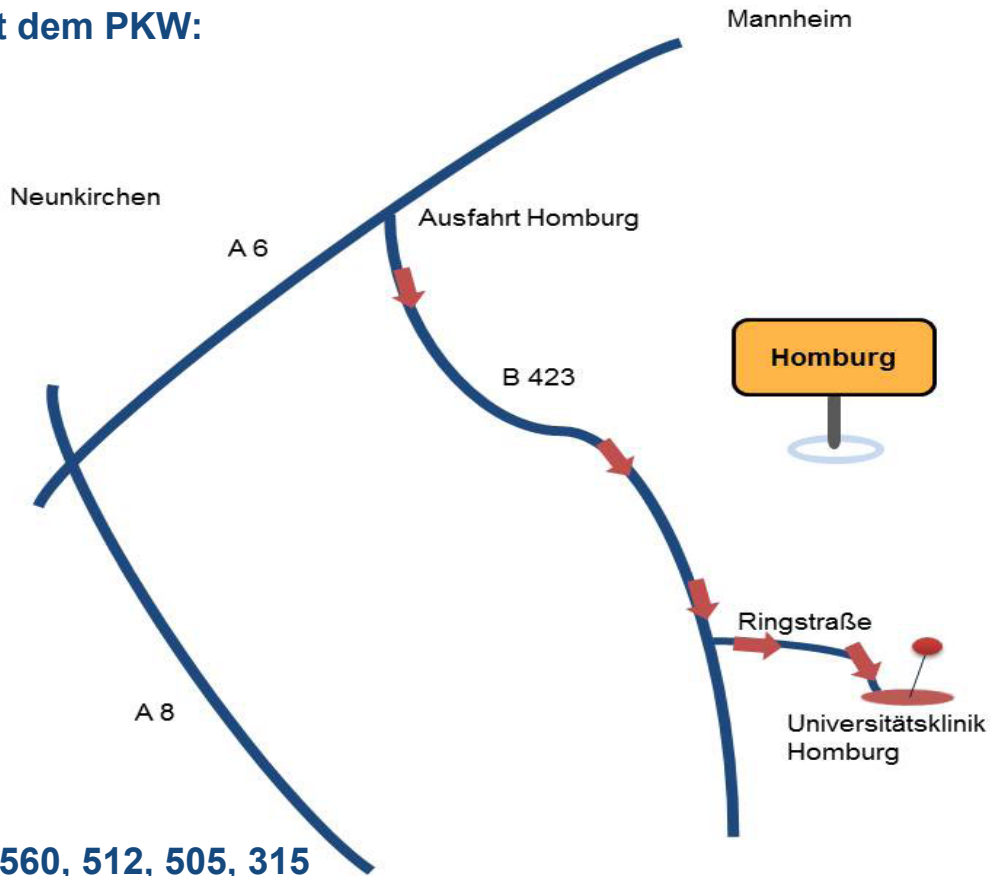 t dem PKW:
Mannheim
Neunkirchen
Ausfahrt Homburg
A 6
Homburg
B 423
Ringstraße
A 8
Universitätsklinik
Homburg
560, 512, 505, 315